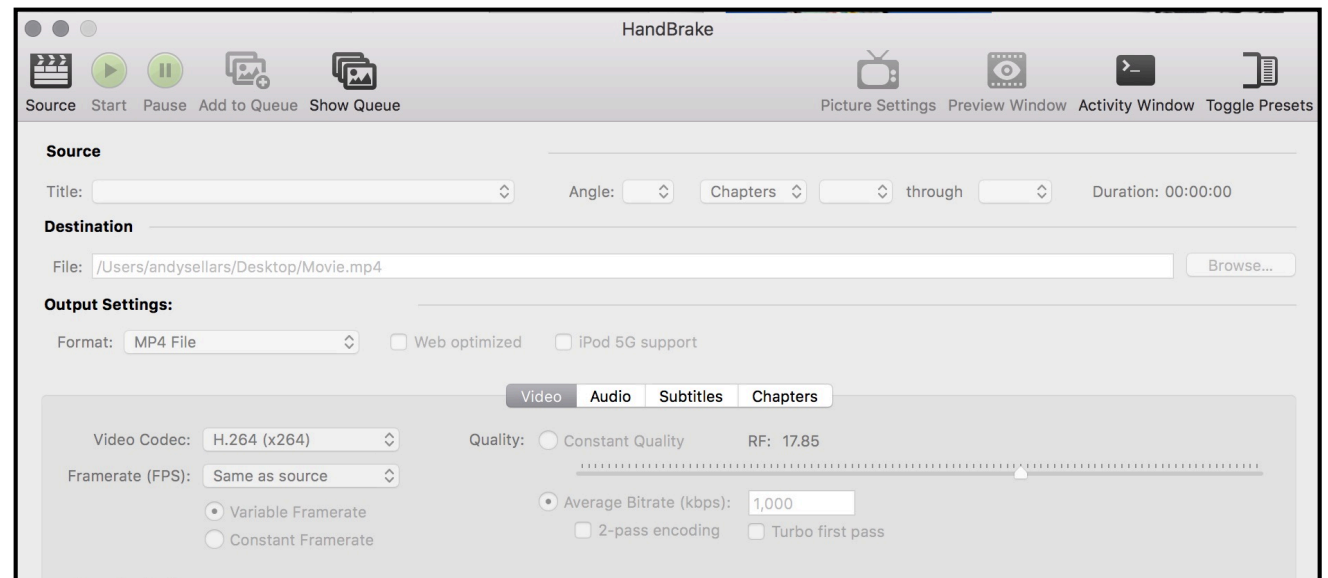 HandBrake
Source Start Pause Add to Queue Show Queue Picture Settings Preview Window Activity Window Toggle Presets
Source
Title: Angle: Chapters through Duration: 00:00:00
Destination
File: /Users/andysellars/Desktop/Movie.mp4 Browse...
Output Settings:
Format: MP4 File Web optimized iPod 5G support
Video Audio Subtitles Chapters
Video Codec: H.264 (x264) Quality: Constant Quality RF: 17.85
Framerate (FPS): Same as source
Average Bitrate (kbps): 1,000
Variable Framerate
2-pass encoding Turbo first pass
Constant Framerate